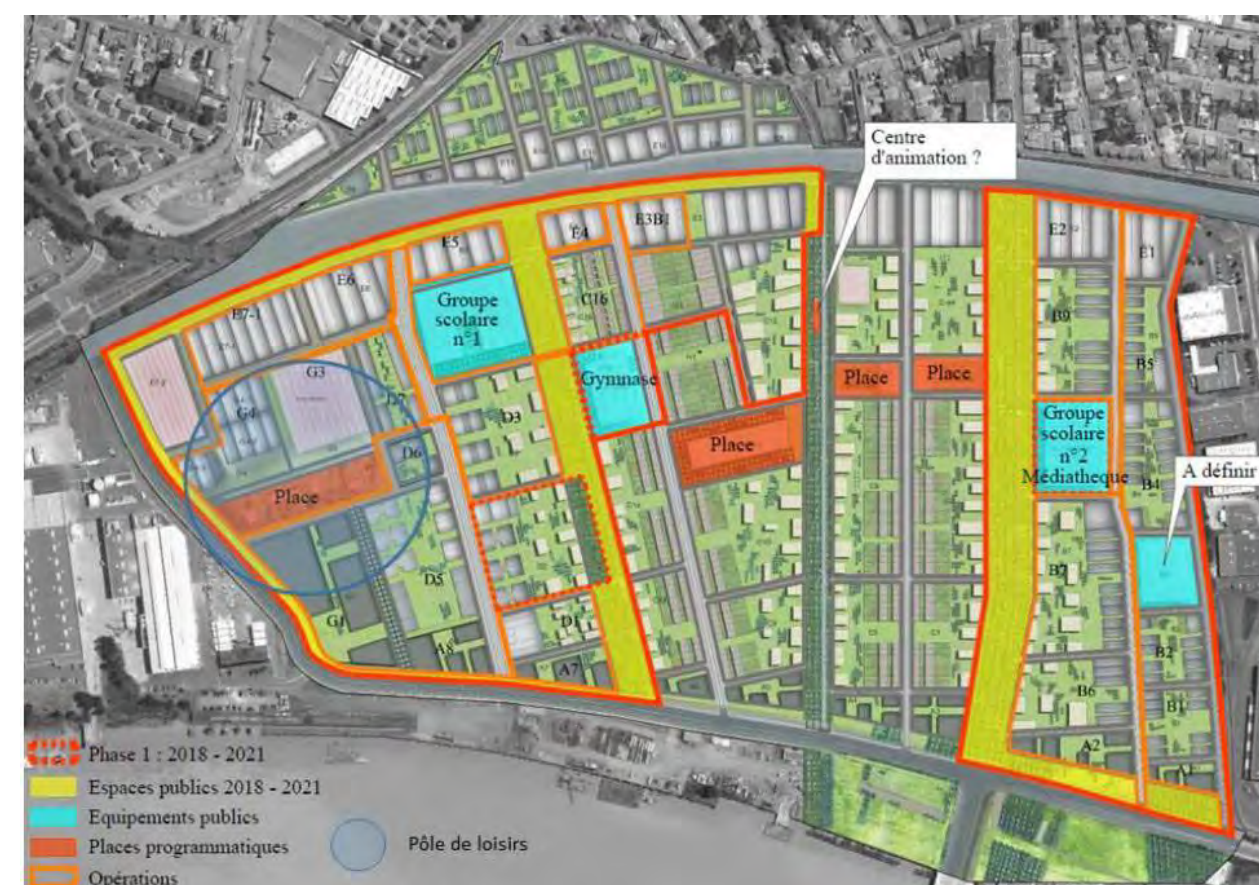 Centre
d'animation ?
E3B1
E4
E5
E2
E1
E6
E7-1
Groupe
scolaire
n°1
C16
B9
B5
G3
G4
Gymnase
Place
Place
D3
D6
Place
Place
Groupe
scolaire
n°2
Médiatheque
B4
A définir
D5
B7
D1
G1
A8
A7
B2
B6
B1
A2
Phase 1 : 2018 - 2021
Espaces publics 2018 - 2021
Equipements publics
Places programmatiques
Opérations
Pôle de loisirs